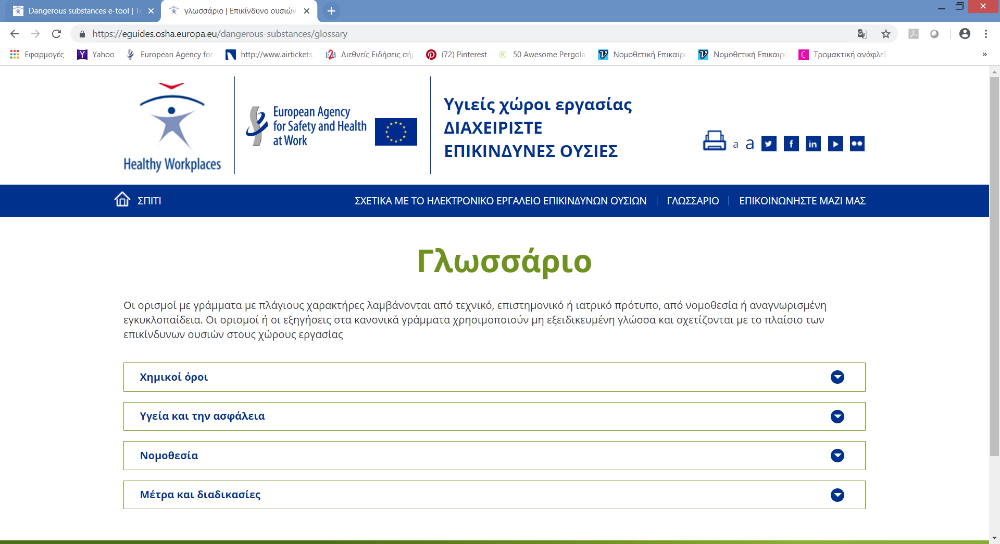 Dangerous substances e-tool | To
γλωσσάριο | Επικίνδυνο ουσιών
https://eguides.osha.europa.eu/dangerous-substances/glossary
Εφαρμογές Yahoo European Agency for http://www.airtickets. Διεθνείς Ειδήσεις σήμ (72) Pinterest 50 Awesome Pergola Νομοθετική Επικαιρό Νομοθετική Επικαιρό Τρομακτική ανάφλεξ »
Healthy Workplaces
European Agency
for Safety and Health
at Work
Υγιείς χώροι εργασίας
ΔΙΑΧΕΙΡΙΣΤΕ
ΕΠΙΚΙΝΔΥΝΕΣ ΟΥΣΙΕΣ
a a
ΣΠΙΤΙ ΣΧΕΤΙΚΑ ΜΕ ΤΟ ΗΛΕΚΤΡΟΝΙΚΟ ΕΡΓΑΛΕΙΟ ΕΠΙΚΙΝΔΥΝΩΝ ΟΥΣΙΩΝ | ΓΛΩΣΣΑΡΙΟ | ΕΠΙΚΟΙΝΩΝΗΣΤΕ ΜΑΖΙ ΜΑΣ
Γλωσσάριο
Οι ορισμοί με γράμματα με πλάγιους χαρακτήρες λαμβάνονται από τεχνικό, επιστημονικό ή ιατρικό πρότυπο, από νομοθεσία ή αναγνωρισμένη
εγκυκλοπαίδεια. Οι ορισμοί ή οι εξηγήσεις στα κανονικά γράμματα χρησιμοποιούν μη εξειδικευμένη γλώσσα και σχετίζονται με το πλαίσιο των
επικίνδυνων ουσιών στους χώρους εργασίας
Χημικοί όροι
Υγεία και την ασφάλεια
Νομοθεσία
Μέτρα και διαδικασίες